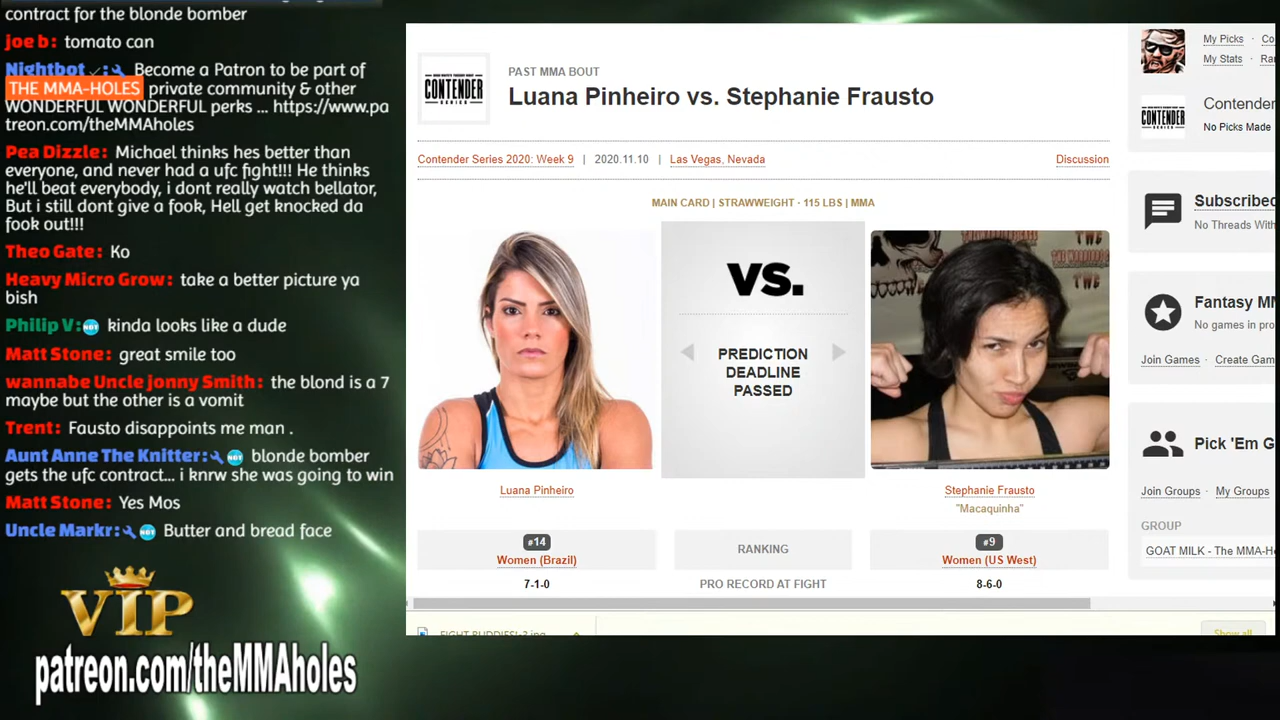 contract for the blonde bomber
joe b: tomato can
Nightbot : Become a Patron to be part of
THE MMA-HOLES private community & other
WONDERFUL WONDERFUL perks ... https://www.pa
treon.com/theMMAholes
Pea Dizzle: Michael thinks hes better than
everyone, and never had a ufc fight!!! He thinks
he'll beat everybody, i dont really watch bellator,
But i still dont give a fook, Hell get knocked da
fook out!!!
Theo Gate: Ko
Heavy Micro Grow: take a better picture ya
bish
Philip V: NOT kinda looks like a dude
Matt Stone: great smile too
wannabe Uncle Jonny Smith: the blond is a 7
maybe but the other is a vomit
Trent: Fausto disappoints me man .
Aunt Anne The Knitter: NOT blonde bomber
gets the ufc contract... i knrw she was going to win
Matt Stone: Yes Mos
Uncle Markr: NOT Butter and bread face
VIP
patreon.com/theMMAholes
CONTENDER
SERIES
PAST MMA BOUT
Luana Pinheiro vs. Stephanie Frausto
Contender Series 2020: Week 9 | 2020.11.10 | Las Vegas, Nevada
Discussion
MAIN CARD | STRAWWEIGHT · 115 LBS | MMA
VS.
PREDICTION
DEADLINE
PASSED
Luana Pinheiro
Stephanie Frausto
"Macaquinha"
#14
Women (Brazil)
RANKING
#9
Women (US West)
7-1-0
PRO RECORD AT FIGHT
8-6-0
My Picks · Co
My Stats · Ra
CONTENDER
Contender
No Picks Made
Subscribed
No Threads With
Fantasy MM
No games in pro
Join Games · Create Gam
Pick 'Em G
Join Groups · My Groups
GROUP
GOAT MILK - The MMA-H
Show all